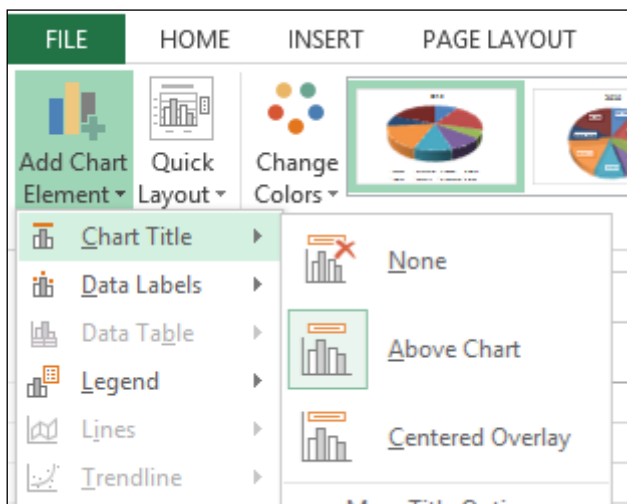 FILE HOME INSERT PAGE LAYOUT
Add Chart Element Quick Layout Change Colors
Chart Title
Data Labels
Data Table
Legend
Lines
Trendline
None
Above Chart
Centered Overlay